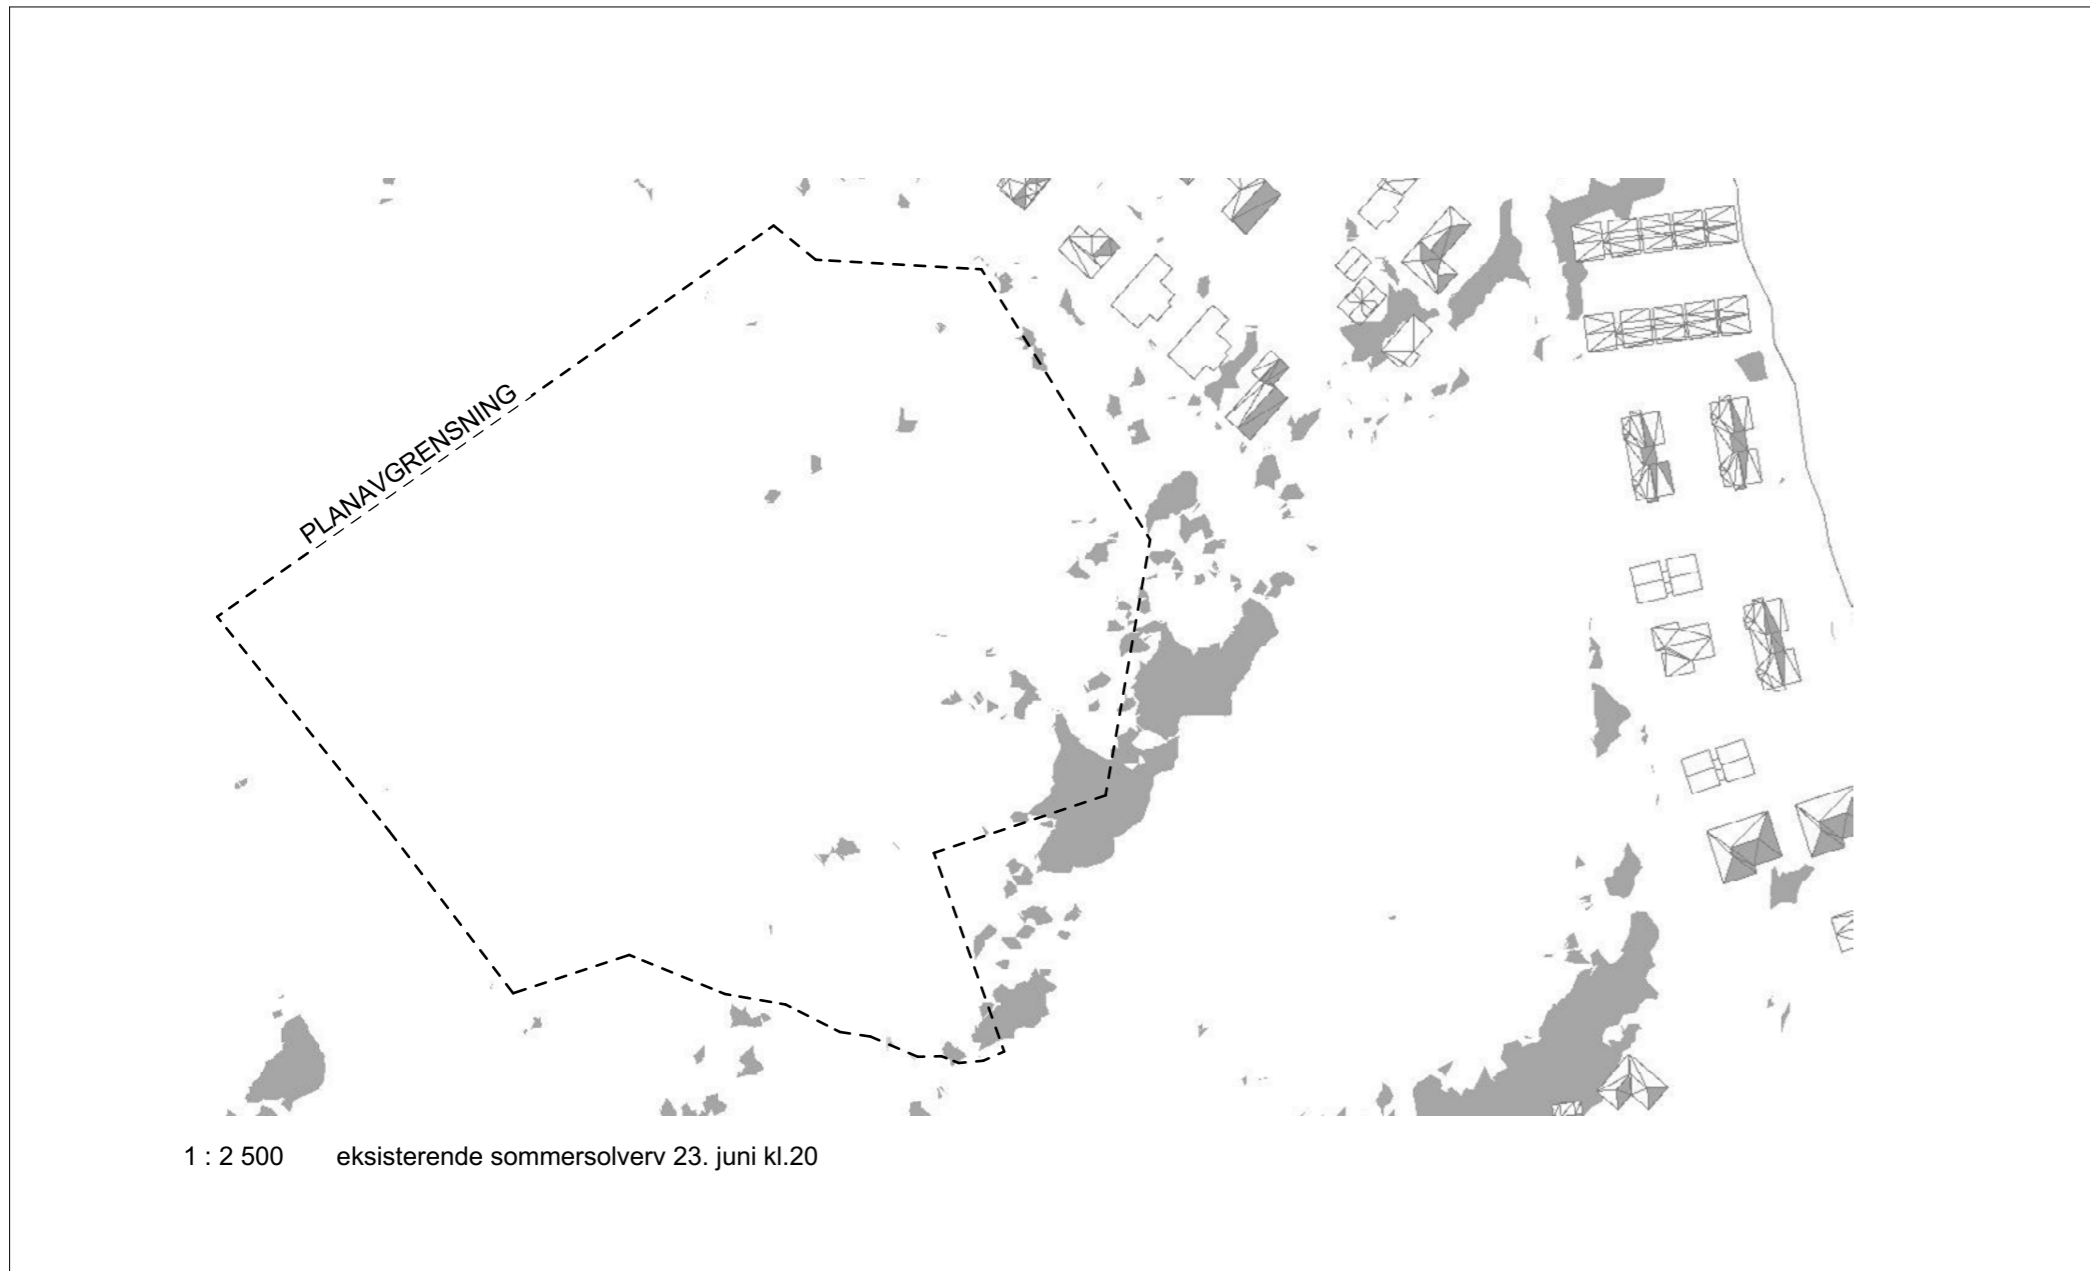 PLANAVGRENSNING
1 : 2 500 eksisterende sommersolverv 23. juni kl.20